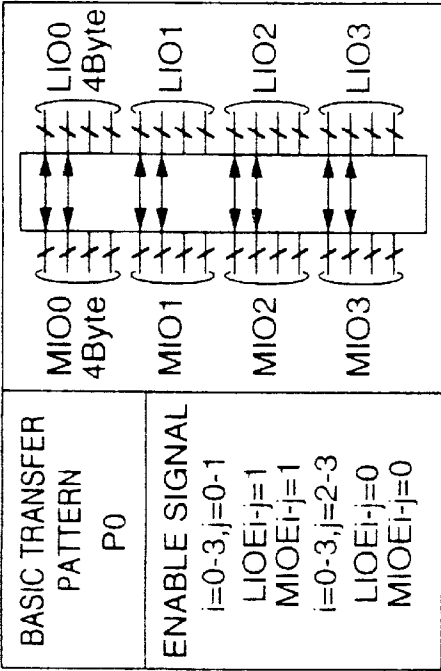 BASIC TRANSFER
PATTERN
P0
ENABLE SIGNAL
i=0-3,j=0-1
LIOEi-j=1
MIOEi-j=1
i=0-3,j=2-3
LIOEi-j=0
MIOEi-j=0
MIO0
4Byte
MIO1
MIO2
MIO3
LIO0
4Byte
LIO1
LIO2
LIO3